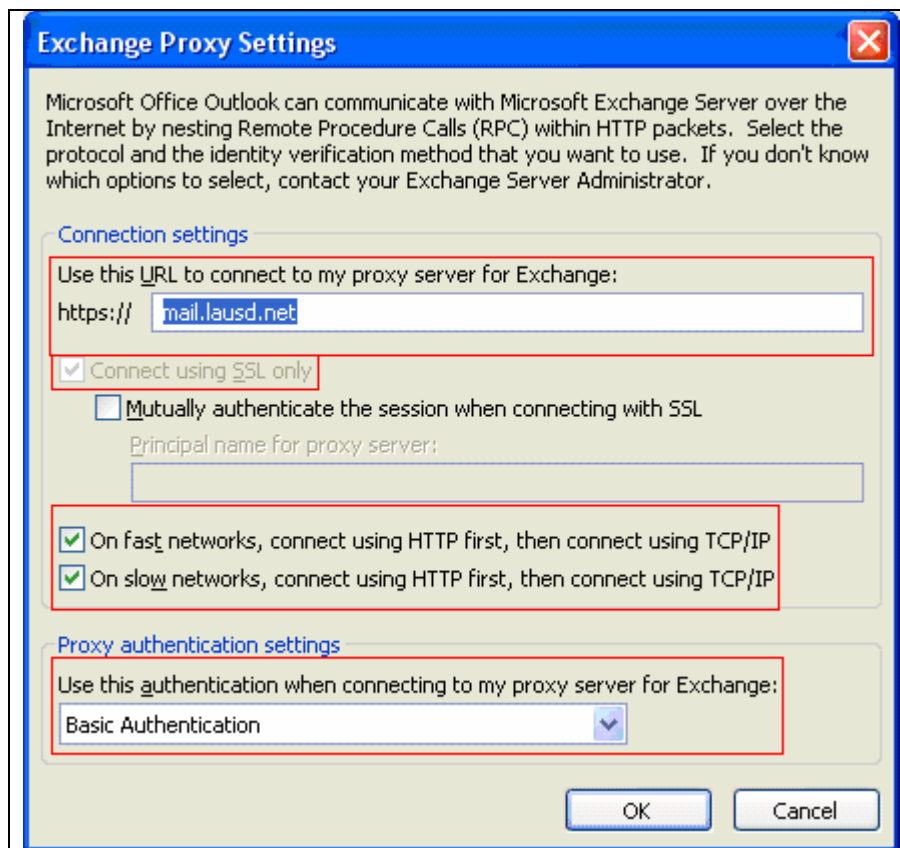 Exchange Proxy Settings
Microsoft Office Outlook can communicate with Microsoft Exchange Server over the
Internet by nesting Remote Procedure Calls (RPC) within HTTP packets.  Select the
protocol and the identity verification method that you want to use.  If you don't know
which options to select, contact your Exchange Server Administrator.
Connection settings
Use this URL to connect to my proxy server for Exchange:
https:// mail.lausd.net
Connect using SSL only
Mutually authenticate the session when connecting with SSL
Principal name for proxy server:
On fast networks, connect using HTTP first, then connect using TCP/IP
On slow networks, connect using HTTP first, then connect using TCP/IP
Proxy authentication settings
Use this authentication when connecting to my proxy server for Exchange:
Basic Authentication
OK Cancel